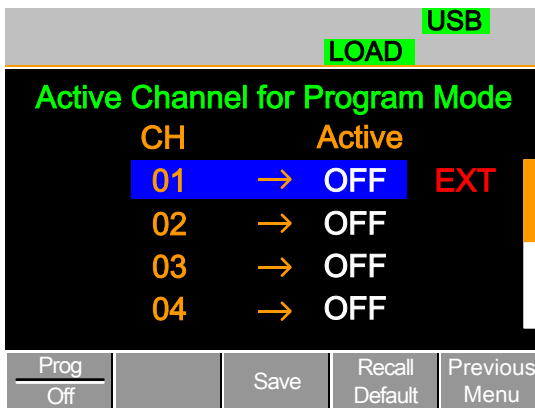 USB
LOAD
Active Channel for Program Mode
CH Active
01 → OFF EXT
02 → OFF
03 → OFF
04 → OFF
Prog Off Save Recall Default Previous Menu